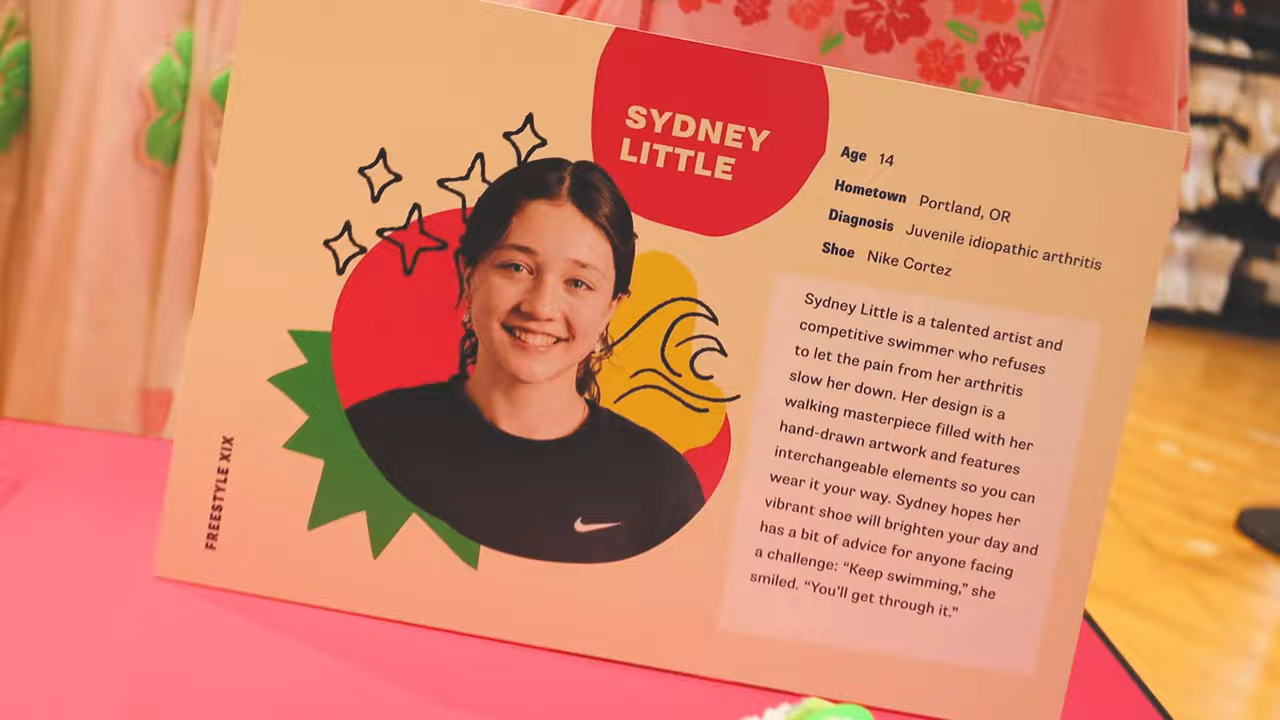 SYDNEY
LITTLE
Age 14
Hometown Portland, OR
Diagnosis Juvenile idiopathic arthritis
Shoe Nike Cortez
Sydney Little is a talented artist and
competitive swimmer who refuses
to let the pain from her arthritis
slow her down. Her design is a
walking masterpiece filled with her
hand-drawn artwork and features
interchangeable elements so you can
wear it your way. Sydney hopes her
vibrant shoe will brighten your day and
has a bit of advice for anyone facing
a challenge: “Keep swimming,” she
smiled. “You’ll get through it.”
FREESTYLE XIX